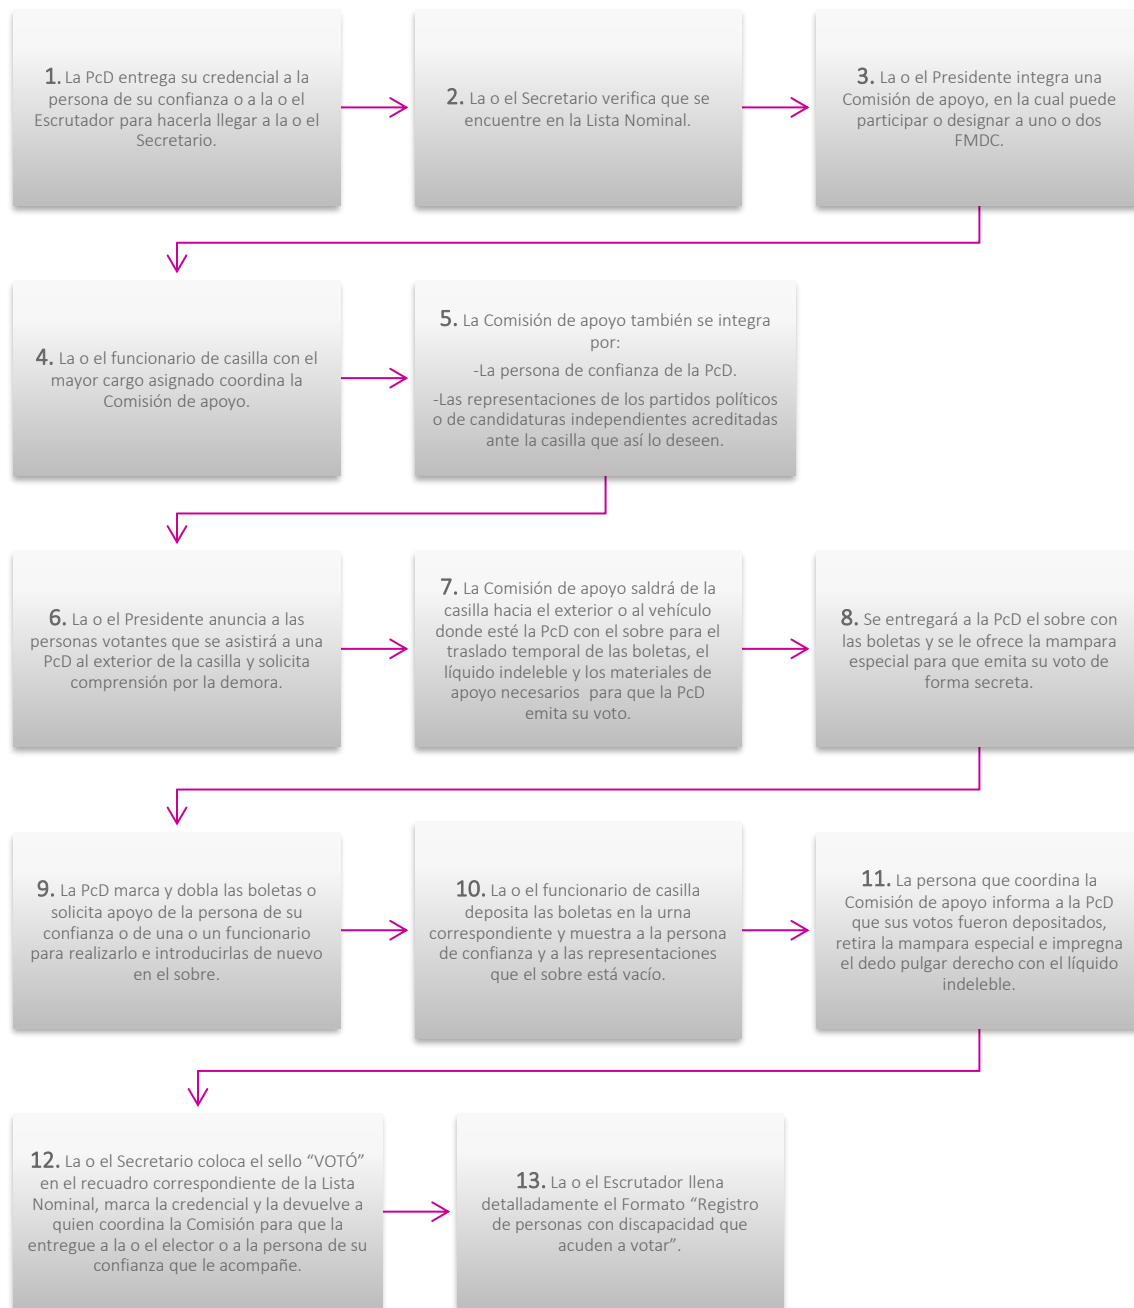 1. La PcD entrega su credencial a la
persona de su confianza o a la o el
Escrutador para hacerla llegar a la o el
Secretario.
2. La o el Secretario verifica que se
encuentre en la Lista Nominal.
3. La o el Presidente integra una
Comisión de apoyo, en la cual puede
participar o designar a uno o dos
FMDC.
4. La o el funcionario de casilla con el
mayor cargo asignado coordina la
Comisión de apoyo.
5. La Comisión de apoyo también se integra
por:
-La persona de confianza de la PcD.
-Las representaciones de los partidos políticos
o de candidaturas independientes acreditadas
ante la casilla que así lo deseen.
6. La o el Presidente anuncia a las
personas votantes que se asistirá a una
PcD al exterior de la casilla y solicita
comprensión por la demora.
7. La Comisión de apoyo saldrá de la
casilla hacia el exterior o al vehículo
donde esté la PcD con el sobre para el
traslado temporal de las boletas, el
líquido indeleble y los materiales de
apoyo necesarios para que la PcD
emita su voto.
8. Se entregará a la PcD el sobre con
las boletas y se le ofrece la mampara
especial para que emita su voto de
forma secreta.
9. La PcD marca y dobla las boletas o
solicita apoyo de la persona de su
confianza o de una o un funcionario
para realizarlo e introducirlas de nuevo
en el sobre.
10. La o el funcionario de casilla
deposita las boletas en la urna
correspondiente y muestra a la persona
de confianza y a las representaciones
que el sobre está vacío.
11. La persona que coordina la
Comisión de apoyo informa a la PcD
que sus votos fueron depositados,
retira la mampara especial e impregna
el dedo pulgar derecho con el líquido
indeleble.
12. La o el Secretario coloca el sello “VOTÓ”
en el recuadro correspondiente de la Lista
Nominal, marca la credencial y la devuelve a
quien coordina la Comisión para que la
entregue a la o el elector o a la persona de su
confianza que le acompañe.
13. La o el Escrutador llena
detalladamente el Formato “Registro
de personas con discapacidad que
acuden a votar”.